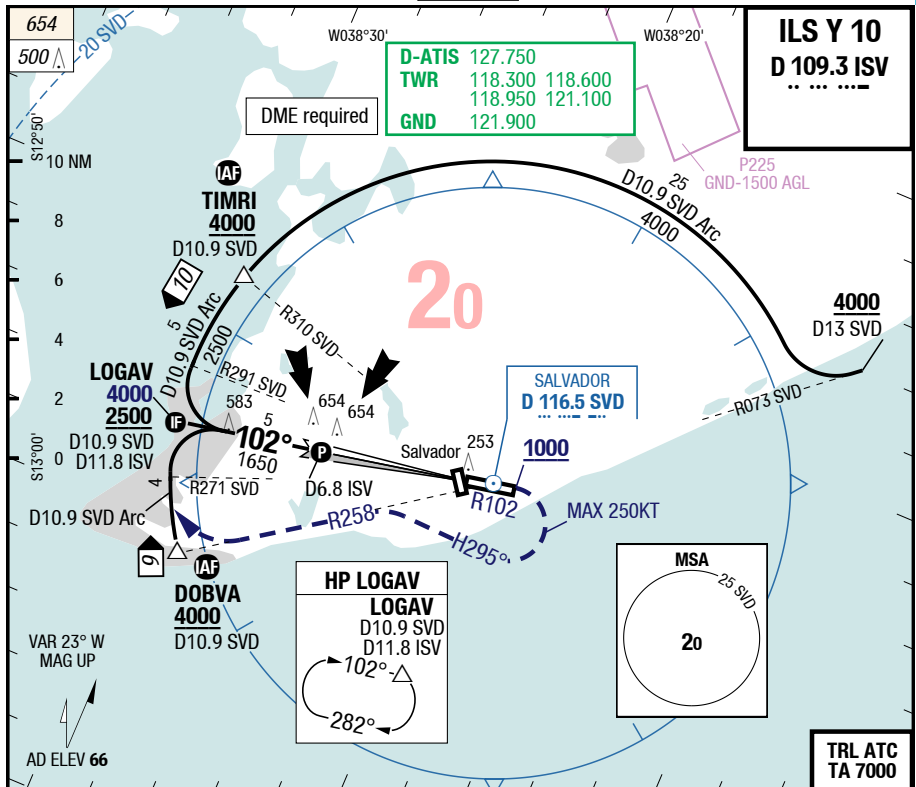 654
500
20 SVD
W038°30'
W038°20'
ILS Y 10
D 109.3 ISV
D-ATIS 127.750
TWR 118.300 118.600
118.950 121.100
GND 121.900
DME required
S12°50'
10 NM
8
6
4
2
0
S13°00'
P225
GND-1500 AGL
25
D10.9 SVD Arc
4000
IAF
TIMRI
4000
D10.9 SVD
10
5
D10.9 SVD Arc
2500
R310 SVD
R291 SVD
20
4000
D13 SVD
R073 SVD
LOGAV
4000
2500
D10.9 SVD
D11.8 ISV
IF
583
654
654
5
102°
1650
P
D6.8 ISV
SALVADOR
D 116.5 SVD
Salvador
253
1000
R102
MAX 250KT
4
R271 SVD
D10.9 SVD Arc
R258
H295°
9
IAF
DOBVA
4000
D10.9 SVD
HP LOGAV
LOGAV
D10.9 SVD
D11.8 ISV
102°
282°
MSA
25 SVD
20
VAR 23° W
MAG UP
AD ELEV 66
TRL ATC
TA 7000